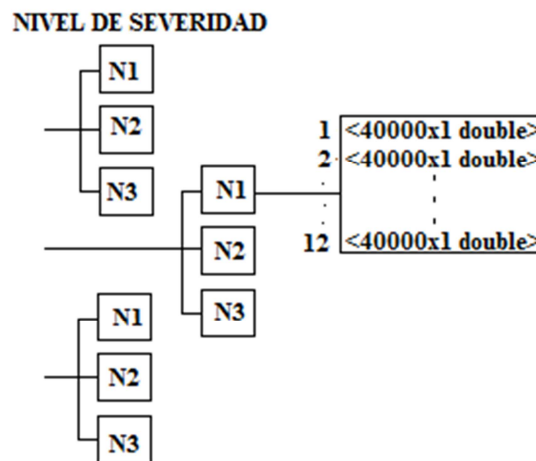 NIVEL DE SEVERIDAD
N1
N2
N3
N1
N2
N3
1 <40000x1 double>
2 <40000x1 double>
12 <40000x1 double>
N1
N2
N3